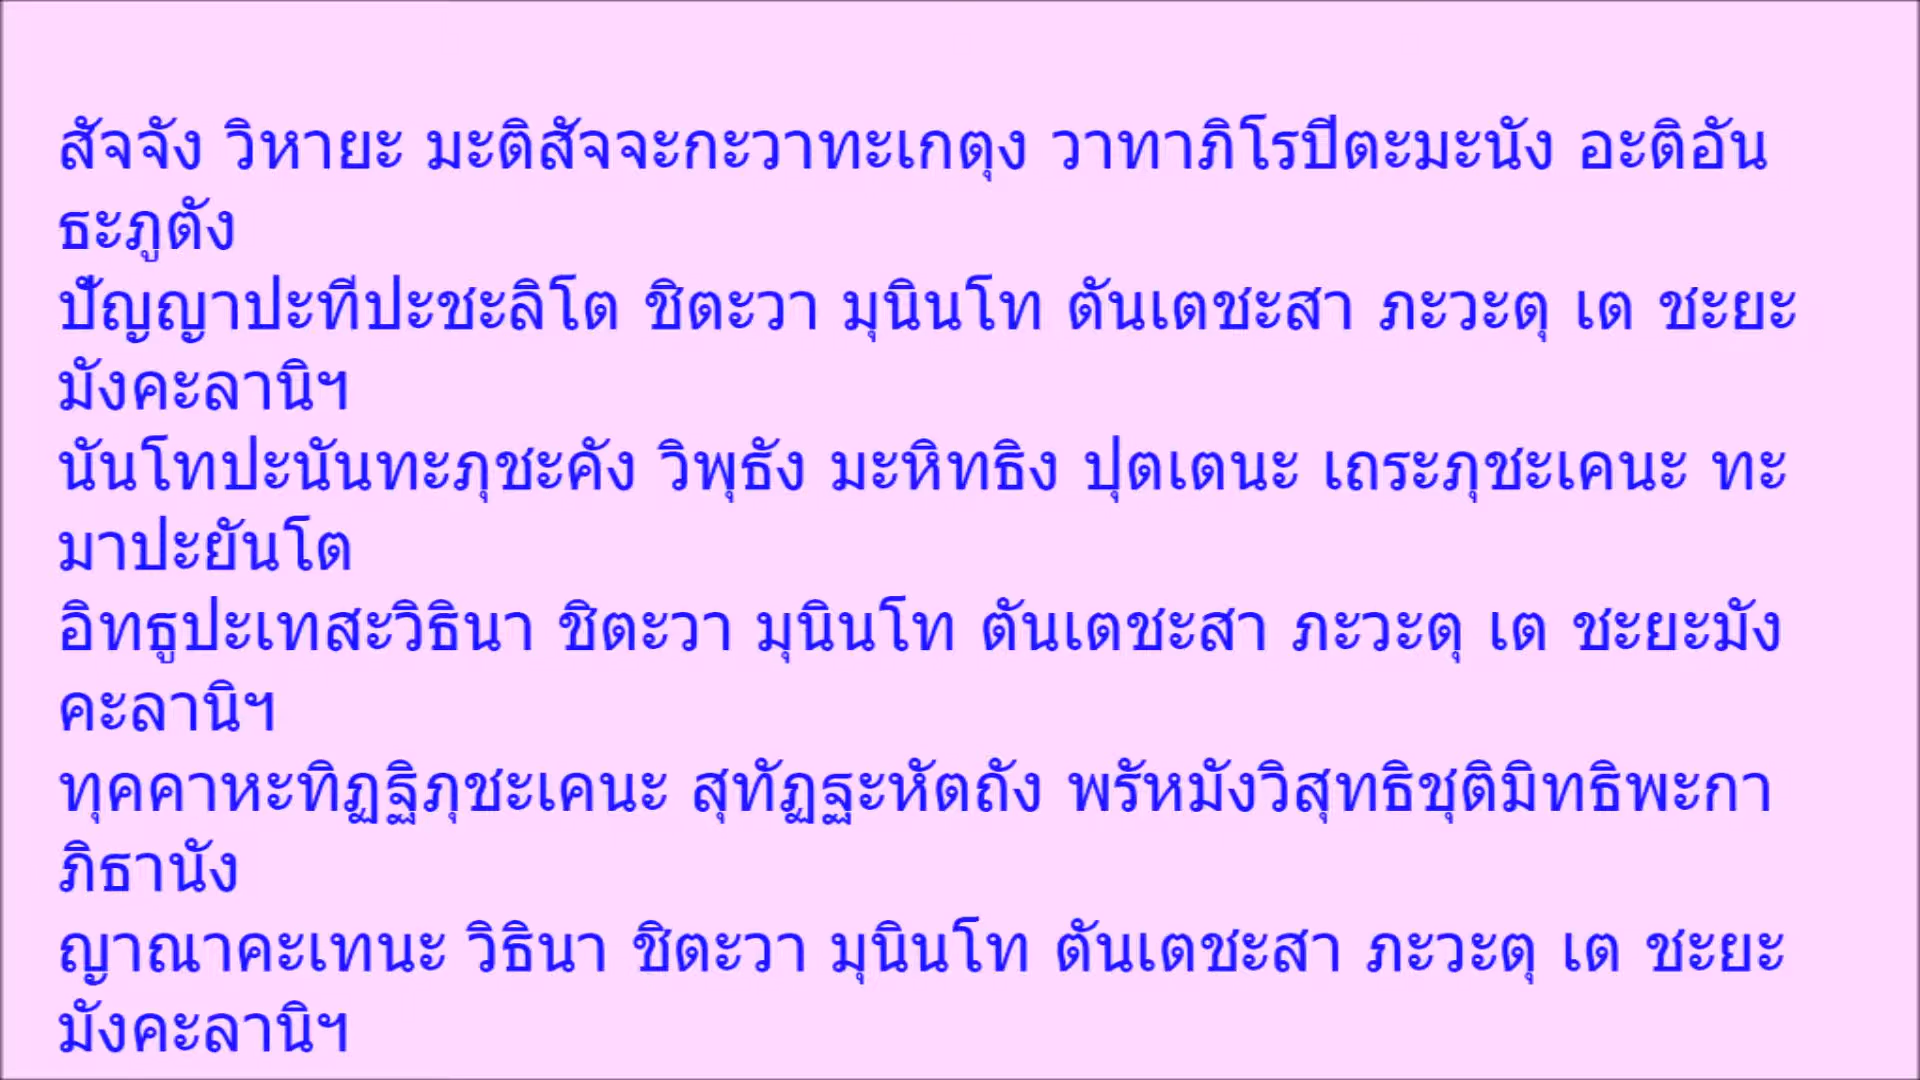 สัจจัง วิหายะ มะติสัจจะกะวาทะเกตุง วาทาภิโรปีตะมะนัง อะติอัน
ธะภูตัง
ปัญญาปะทีปะชะลิโต ชิตะวา มุนินโท ตันเตชะสา ภะวะตุ เต ชะยะ
มังคะลานิฯ
นันโทปะนันทะภุชะคัง วิพุธัง มะหิทธิง ปุตเตนะ เถระภุชะเคนะ ทะ
มาปะยันโต
อิทธูปะเทสะวิธินา ชิตะวา มุนินโท ตันเตชะสา ภะวะตุ เต ชะยะมัง
คะลานิฯ
ทุคคาหะทิฏฐิภุชะเคนะ สุทัฏฐะหัตถัง พรัหมังวิสุทธิชุติมิทธิพะกา
ภิธานัง
ญาณาคะเทนะ วิธินา ชิตะวา มุนินโท ตันเตชะสา ภะวะตุ เต ชะยะ
มังคะลานิฯ